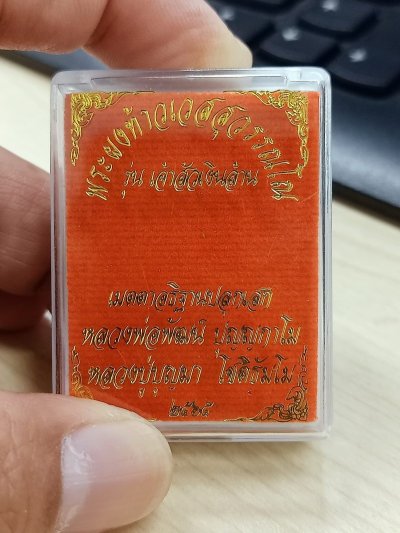 พระผงท้าวเวสสุวรรณโณ
รุ่น เจ้าสัวเงินล้าน
เมตตาอธิฐานปลุกเสก
หลวงพ่อพัฒน์ ปุญญกาโม
หลวงปู่บุญมา โชติธัมโม
๒๕๖๕